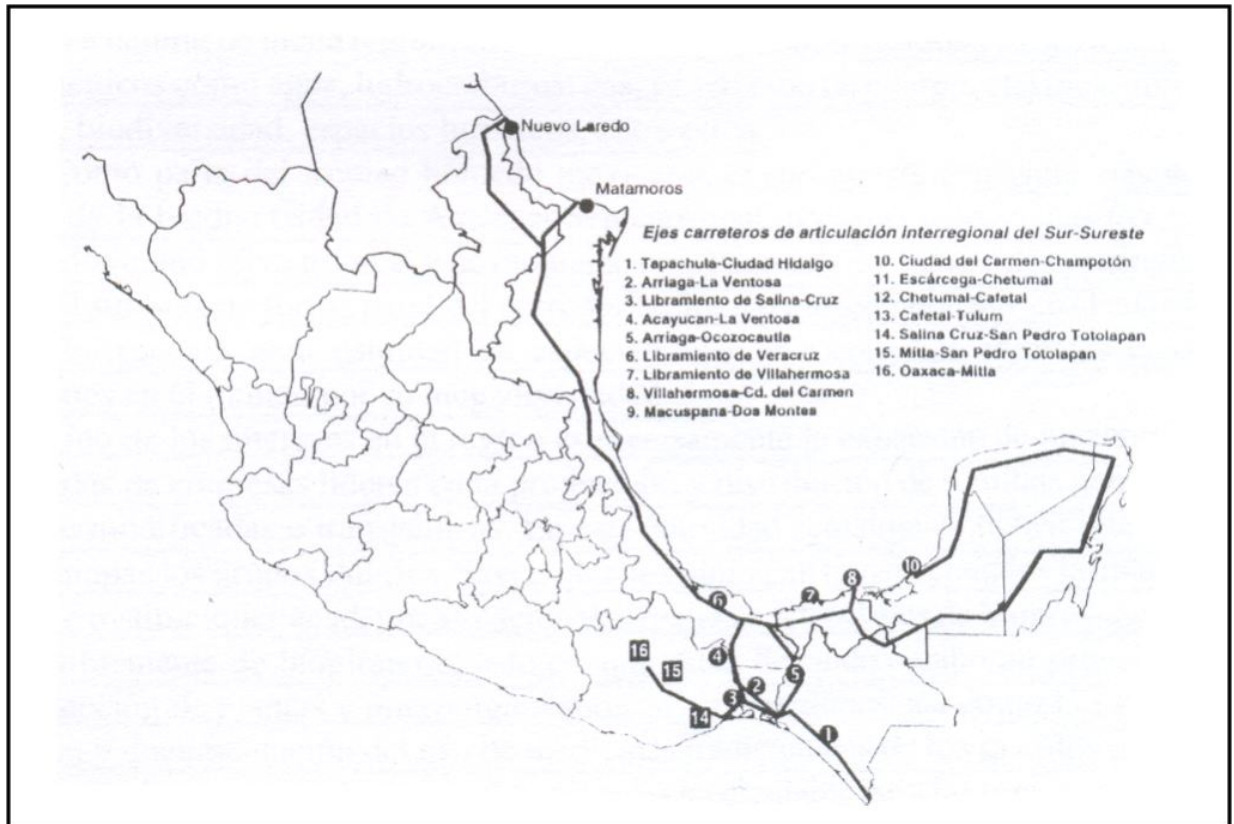 Nuevo Laredo
Matamoros
Ejes carreteros de articulación interregional del Sur-Sureste
1. Tapachula-Ciudad Hidalgo
2. Arriaga-La Ventosa
3. Libramiento de Salina-Cruz
4. Acayucan-La Ventosa
5. Arriaga-Ocozocautla
6. Libramiento de Veracruz
7. Libramiento de Villahermosa
8. Villahermosa-Cd. del Carmen
9. Macuspana-Dos Montes
10. Ciudad del Carmen-Champotón
11. Escárcega-Chetumal
12. Chetumal-Cafetal
13. Cafetal-Tulum
14. Salina Cruz-San Pedro Totolapan
15. Mitla-San Pedro Totolapan
16. Oaxaca-Mitla
10
8
7
6
16
4
15
5
2
3
14
1